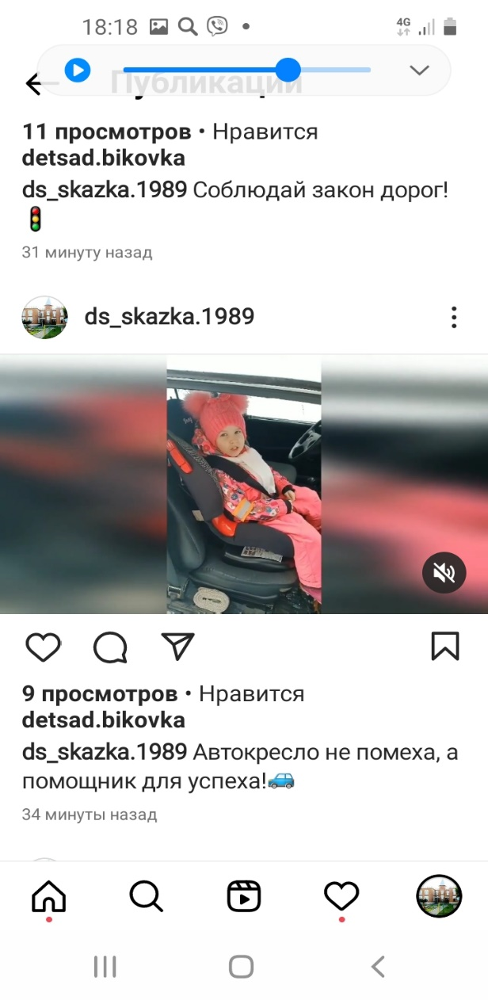 18:18
4G
Публикации
11 просмотров • Нравится
detsad.bikovka
ds_skazka.1989 Соблюдай закон дорог!
🚦
31 минуту назад
ds_skazka.1989
9 просмотров • Нравится
detsad.bikovka
ds_skazka.1989 Автокресло не помеха, а
помощник для успеха!🚙
34 минуты назад